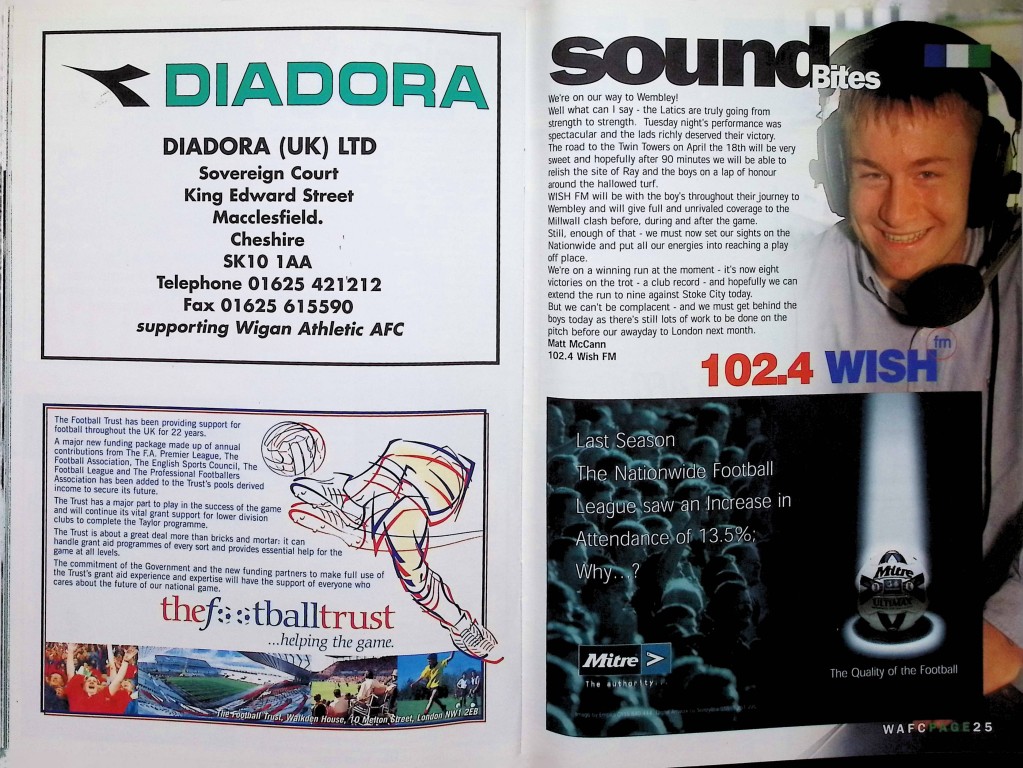 DIADORA
DIADORA (UK) LTD
Sovereign Court
King Edward Street
Macclesfield.
Cheshire
SK10 1AA
Telephone 01625 421212
Fax 01625 615590
supporting Wigan Athletic AFC
The Football Trust has been providing support for
football throughout the UK for 22 years.
A major new funding package made up of annual
contributions from The F.A. Premier League, The
Football Association, The English Sports Council, The
Football League and The Professional Footballers
Association has been added to the Trust's pools derived
income to secure its future.
The Trust has a major part to play in the success of the game
and will continue its vital grant support for lower division
clubs to complete the Taylor programme.
The Trust is about a great deal more than bricks and mortar: it can
handle grant aid programmes of every sort and provides essential help for the
game at all levels.
The commitment of the Government and the new funding partners to make full use of
the Trust's grant aid experience and expertise will have the support of everyone who
cares about the future of our national game.
thefootballtrust
...helping the game.
The Football Trust, Walkden House, 10 Melton Street, London NW1 2EB
sound
Bites
We're on our way to Wembley!
Well what can I say - the Latics are truly going from
strength to strength. Tuesday night's performance was
spectacular and the lads richly deserved their victory.
The road to the Twin Towers on April the 18th will be very
sweet and hopefully after 90 minutes we will be able to
relish the site of Ray and the boys on a lap of honour
around the hallowed turf.
WISH FM will be with the boy's throughout their journey to
Wembley and will give full and unrivaled coverage to the
Millwall clash before, during and after the game.
Still, enough of that - we must now set our sights on the
Nationwide and put all our energies into reaching a play
off place.
We're on a winning run at the moment - it's now eight
victories on the trot - a club record - and hopefully we can
extend the run to nine against Stoke City today.
But we can't be complacent - and we must get behind the
boys today as there's still lots of work to be done on the
pitch before our awayday to London next month.
Matt McCann
102.4 Wish FM
102.4 WISH fm
Last Season
The Nationwide Football
League saw an Increase in
Attendance of 13.5%;
Why...?
Mitre
ULTIMAX
Mitre >
The authority.
The Quality of the Football
WAFCPAGE25